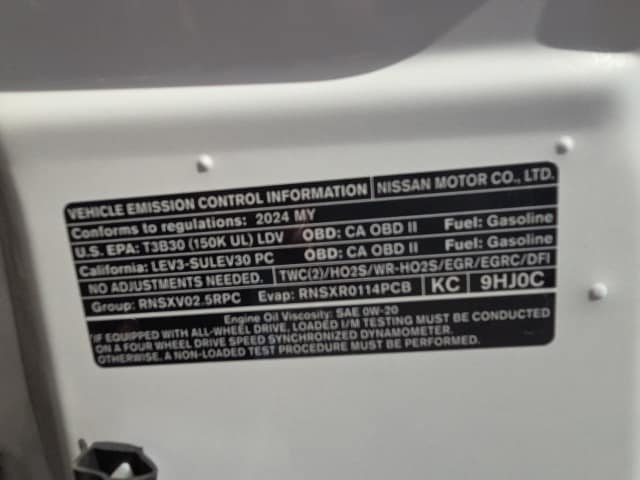 VEHICLE EMISSION CONTROL INFORMATION NISSAN MOTOR CO., LTD.
Conforms to regulations: 2024 MY
U.S. EPA: T3B30 (150K UL) LDV OBD: CA OBD II Fuel: Gasoline
California: LEV3-SULEV30 PC OBD: CA OBD II Fuel: Gasoline
NO ADJUSTMENTS NEEDED. TWC(2)/HO2S/WR-HO2S/EGR/EGRC/DFI
Group: RNSXV02.5RPC Evap: RNSXR0114PCB KC 9HJ0C
Engine Oil Viscosity: SAE 0W-20
IF EQUIPPED WITH ALL-WHEEL DRIVE, LOADED I/M TESTING MUST BE CONDUCTED
ON A FOUR WHEEL DRIVE SPEED SYNCHRONIZED DYNAMOMETER.
OTHERWISE, A NON-LOADED TEST PROCEDURE MUST BE PERFORMED.